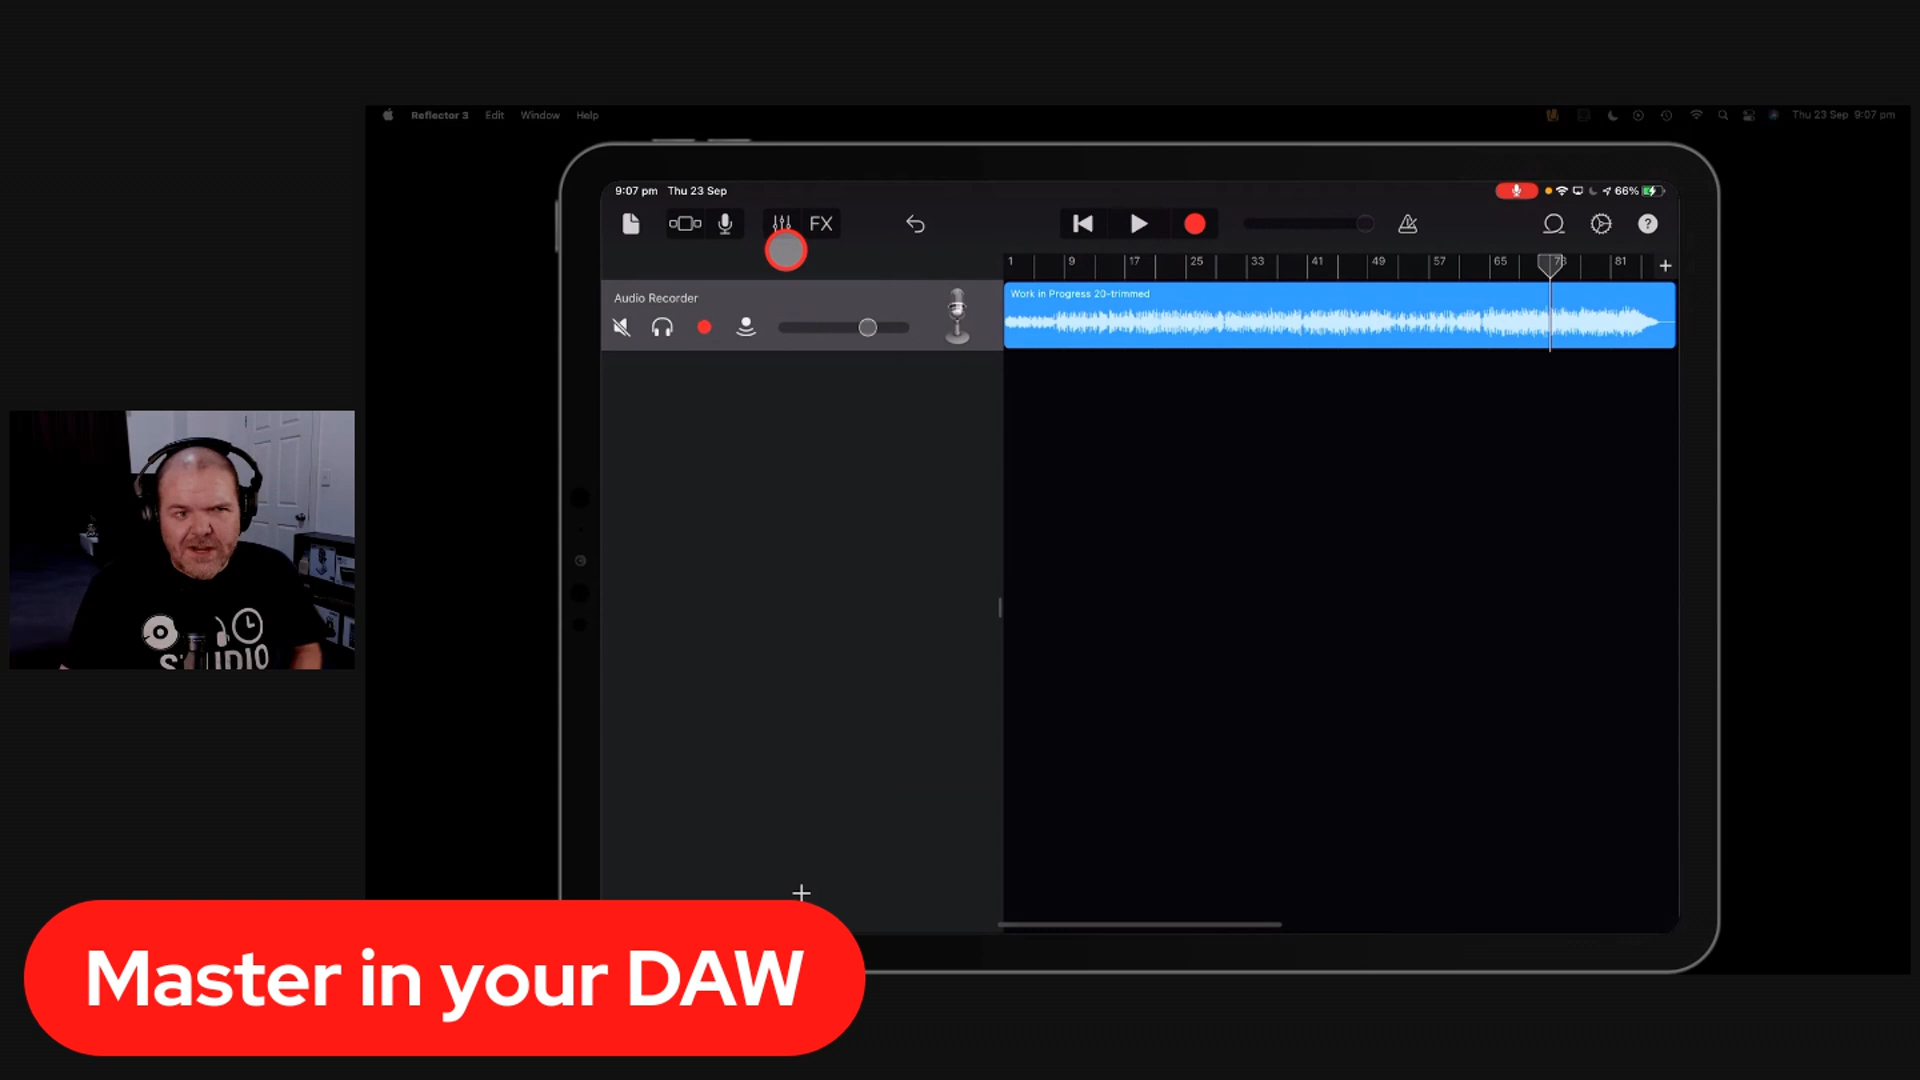 Reflector 3 Edit Window Help
Thu 23 Sep 9:07 pm
9:07 pm Thu 23 Sep
66%
FX
?
1 9 17 25 33 41 49 57 65 73 81 +
Audio Recorder
Work in Progress 20-trimmed
STUDIO
+
Master in your DAW